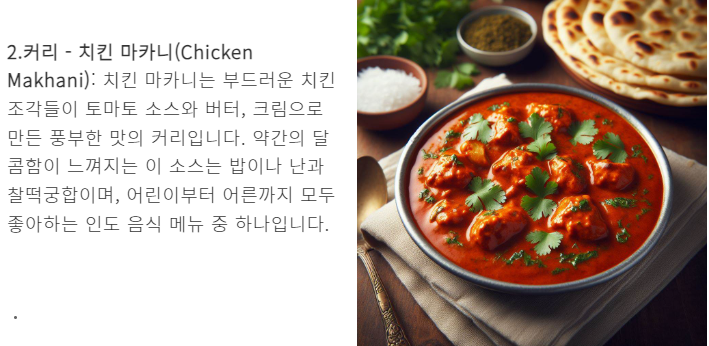 2.커리 - 치킨 마카니(Chicken
Makhani): 치킨 마카니는 부드러운 치킨
조각들이 토마토 소스와 버터, 크림으로
만든 풍부한 맛의 커리입니다. 약간의 달
콤함이 느껴지는 이 소스는 밥이나 난과
찰떡궁합이며, 어린이부터 어른까지 모두
좋아하는 인도 음식 메뉴 중 하나입니다.
.